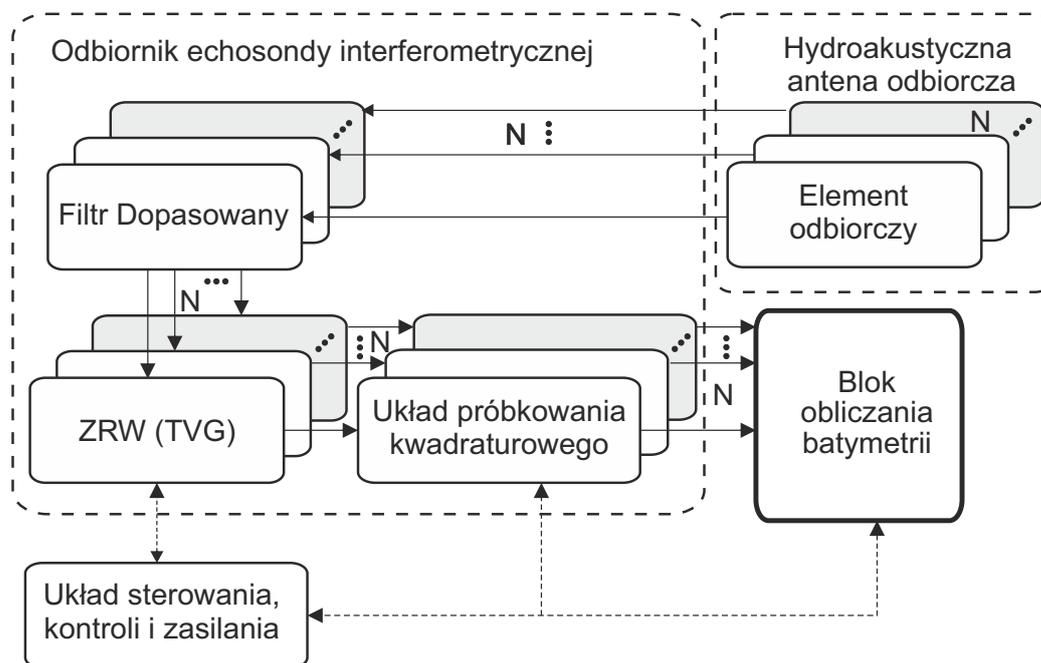 Odbiornik echosondy interferometrycznej
Hydroakustyczna
antena odbiorcza
N
N
Filtr Dopasowany
Element
odbiorczy
N
N
N
ZRW (TVG)
Układ próbkowania
kwadraturowego
Blok
obliczania
batymetrii
Układ sterowania,
kontroli i zasilania